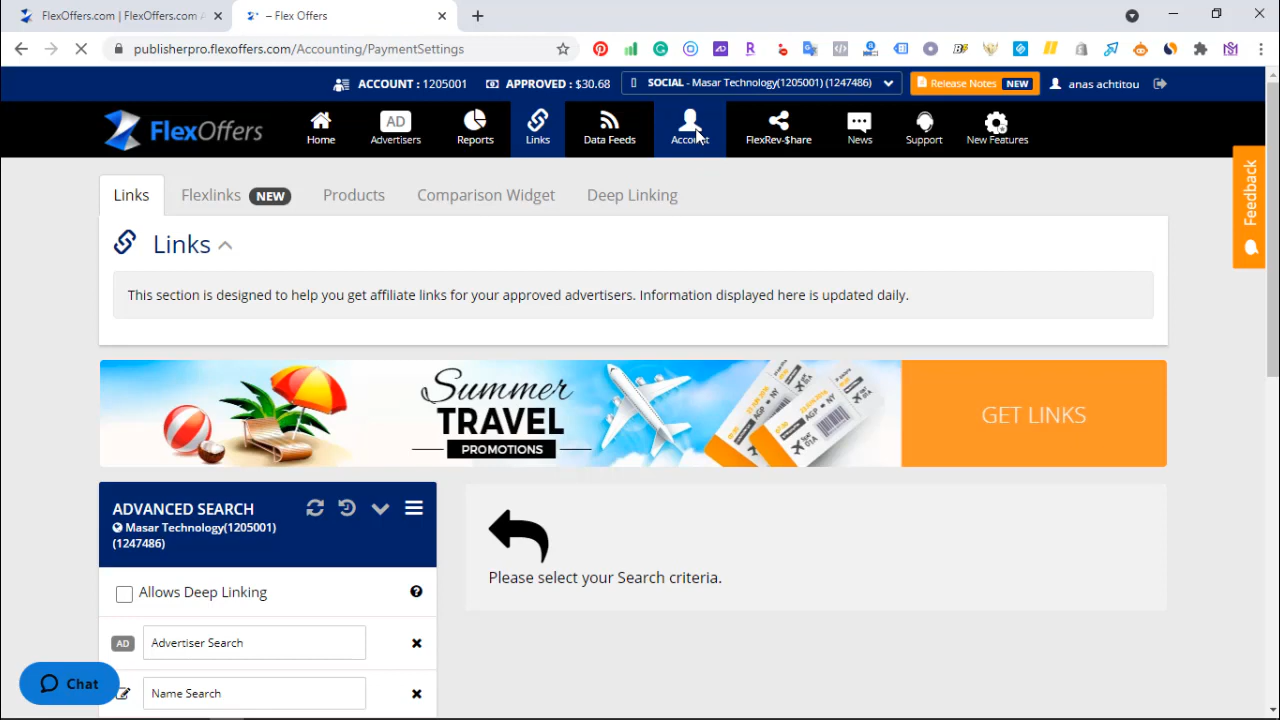 FlexOffers.com | FlexOffers.com A
– Flex Offers
publisherpro.flexoffers.com/Accounting/PaymentSettings
ACCOUNT : 1205001
APPROVED : $30.68
SOCIAL - Masar Technology(1205001) (1247486)
Release Notes NEW
anas achtitou
FlexOffers
Home
AD
Advertisers
Reports
Links
Data Feeds
Account
FlexRev-$hare
News
Support
New Features
Feedback
Links
Flexlinks NEW
Products
Comparison Widget
Deep Linking
Links
This section is designed to help you get affiliate links for your approved advertisers. Information displayed here is updated daily.
Summer
TRAVEL
PROMOTIONS
GET LINKS
ADVANCED SEARCH
Masar Technology(1205001)
(1247486)
Please select your Search criteria.
Allows Deep Linking
AD
Advertiser Search
Name Search
Chat